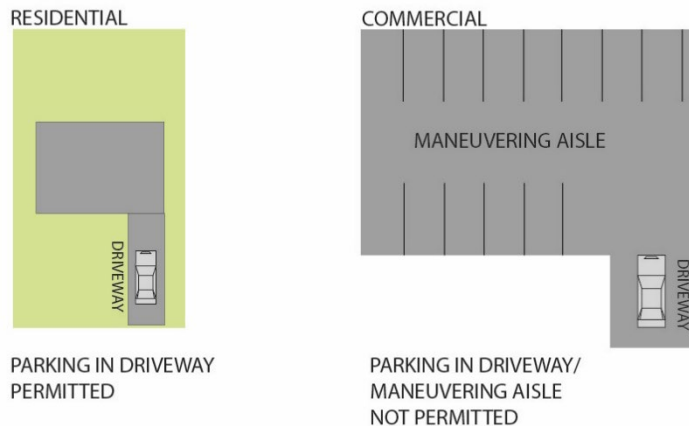 RESIDENTIAL
DRIVEWAY
PARKING IN DRIVEWAY
PERMITTED
COMMERCIAL
MANEUVERING AISLE
DRIVEWAY
PARKING IN DRIVEWAY/
MANEUVERING AISLE
NOT PERMITTED